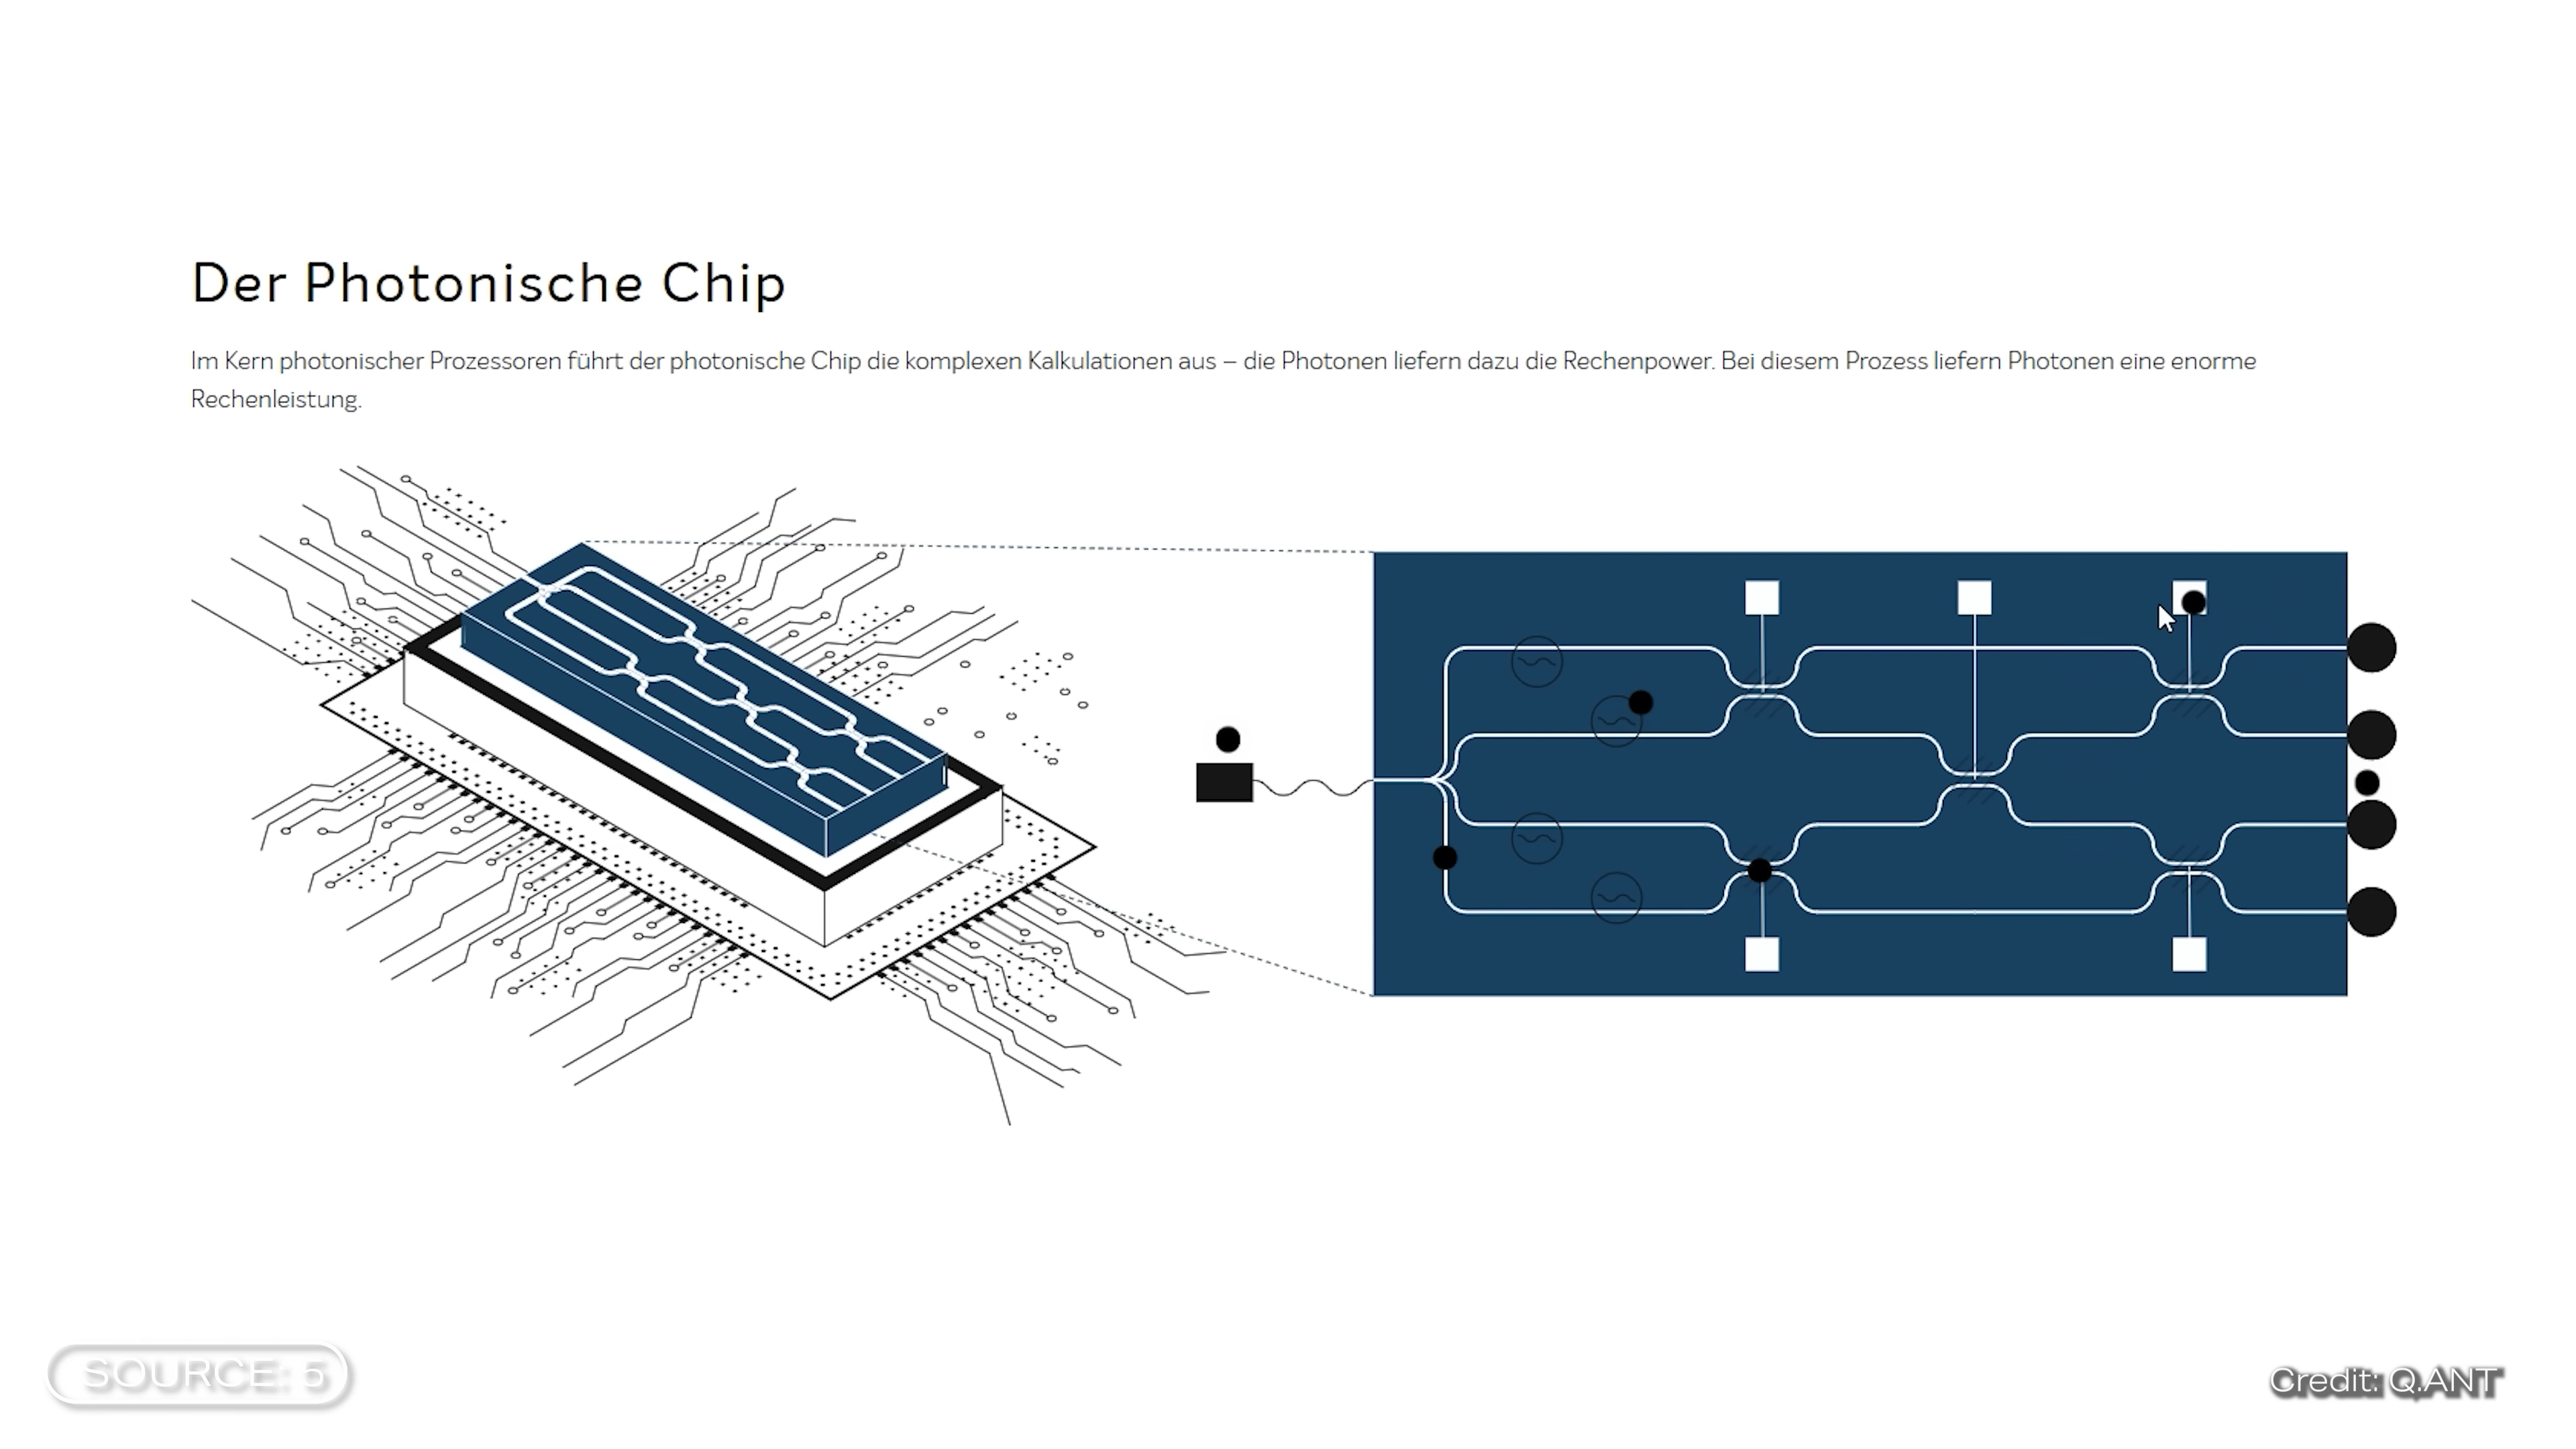 Der Photonische Chip
Im Kern photonischer Prozessoren führt der photonische Chip die komplexen Kalkulationen aus – die Photonen liefern dazu die Rechenpower. Bei diesem Prozess liefern Photonen eine enorme
Rechenleistung.
SOURCE: 5
Credit: Q.ANT